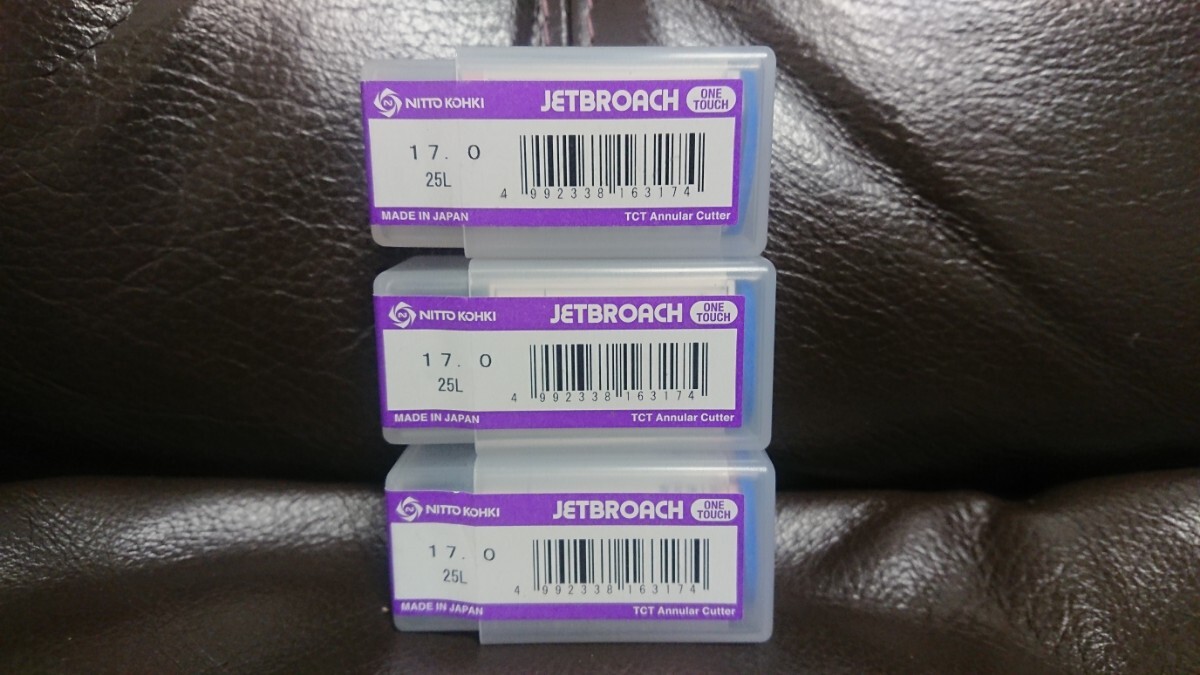 NITTO KOHKI JETBROACH ONE TOUCH
17.0
25L
4 992338 163174
MADE IN JAPAN TCT Annular Cutter
NITTO KOHKI JETBROACH ONE TOUCH
17.0
25L
4 992338 163174
MADE IN JAPAN TCT Annular Cutter
NITTO KOHKI JETBROACH ONE TOUCH
17.0
25L
4 992338 163174
MADE IN JAPAN TCT Annular Cutter